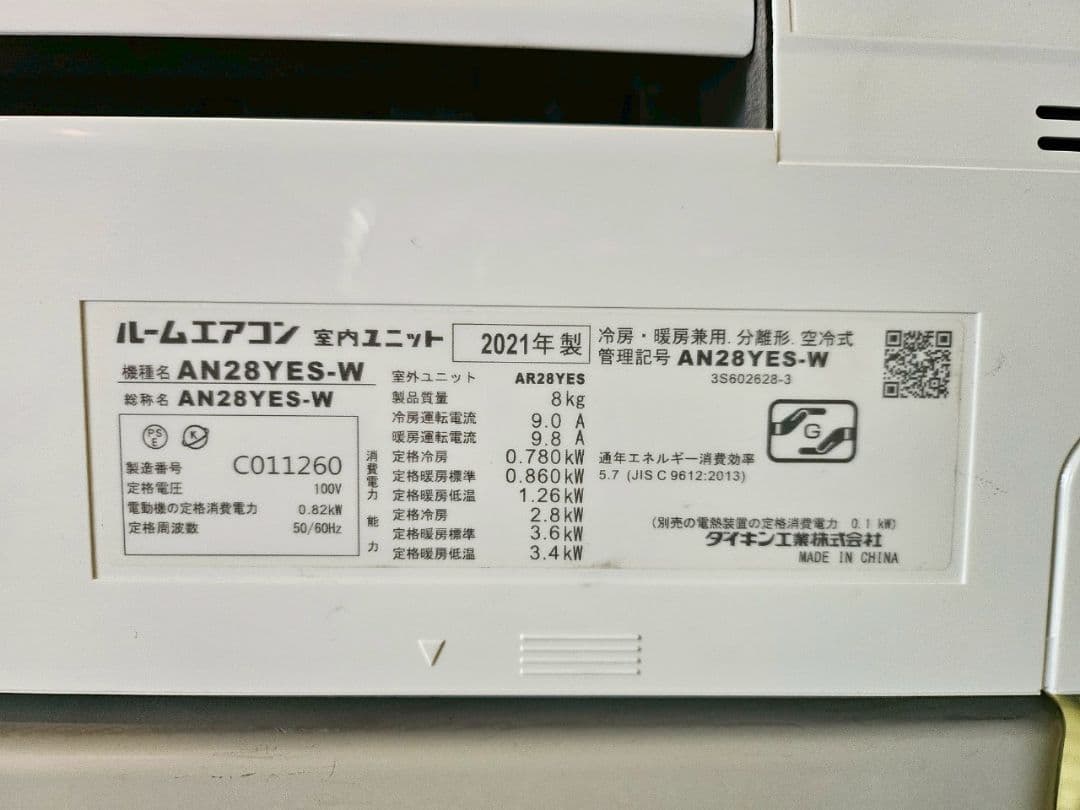 ルームエアコン 室内ユニット
2021年 製
機種名 AN28YES-W
総称名 AN28YES-W
PS
E
K
製造番号 C011260
定格電圧 100V
電動機の定格消費電力 0.82kW
定格周波数 50/60Hz
室外ユニット AR28YES
製品質量 8kg
冷房運転電流 9.0 A
暖房運転電流 9.8 A
消費電力
定格冷房 0.780kW
定格暖房標準 0.860kW
定格暖房低温 1.26kW
能力
定格冷房 2.8kW
定格暖房標準 3.6kW
定格暖房低温 3.4kW
冷房・暖房兼用.分離形.空冷式
管理記号 AN28YES-W
3S602628-3
G
通年エネルギー消費効率
5.7 (JIS C 9612:2013)
(別売の電熱装置の定格消費電力 0.1 kW)
ダイキン工業株式会社
MADE IN CHINA